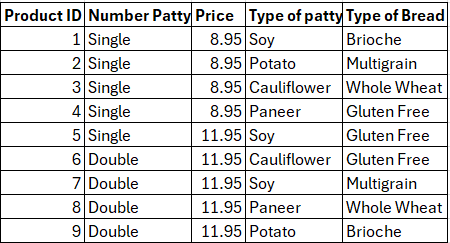 Product ID Number Patty Price Type of patty Type of Bread
1 Single 8.95 Soy Brioche
2 Single 8.95 Potato Multigrain
3 Single 8.95 Cauliflower Whole Wheat
4 Single 8.95 Paneer Gluten Free
5 Single 11.95 Soy Gluten Free
6 Double 11.95 Cauliflower Gluten Free
7 Double 11.95 Soy Multigrain
8 Double 11.95 Paneer Whole Wheat
9 Double 11.95 Potato Brioche